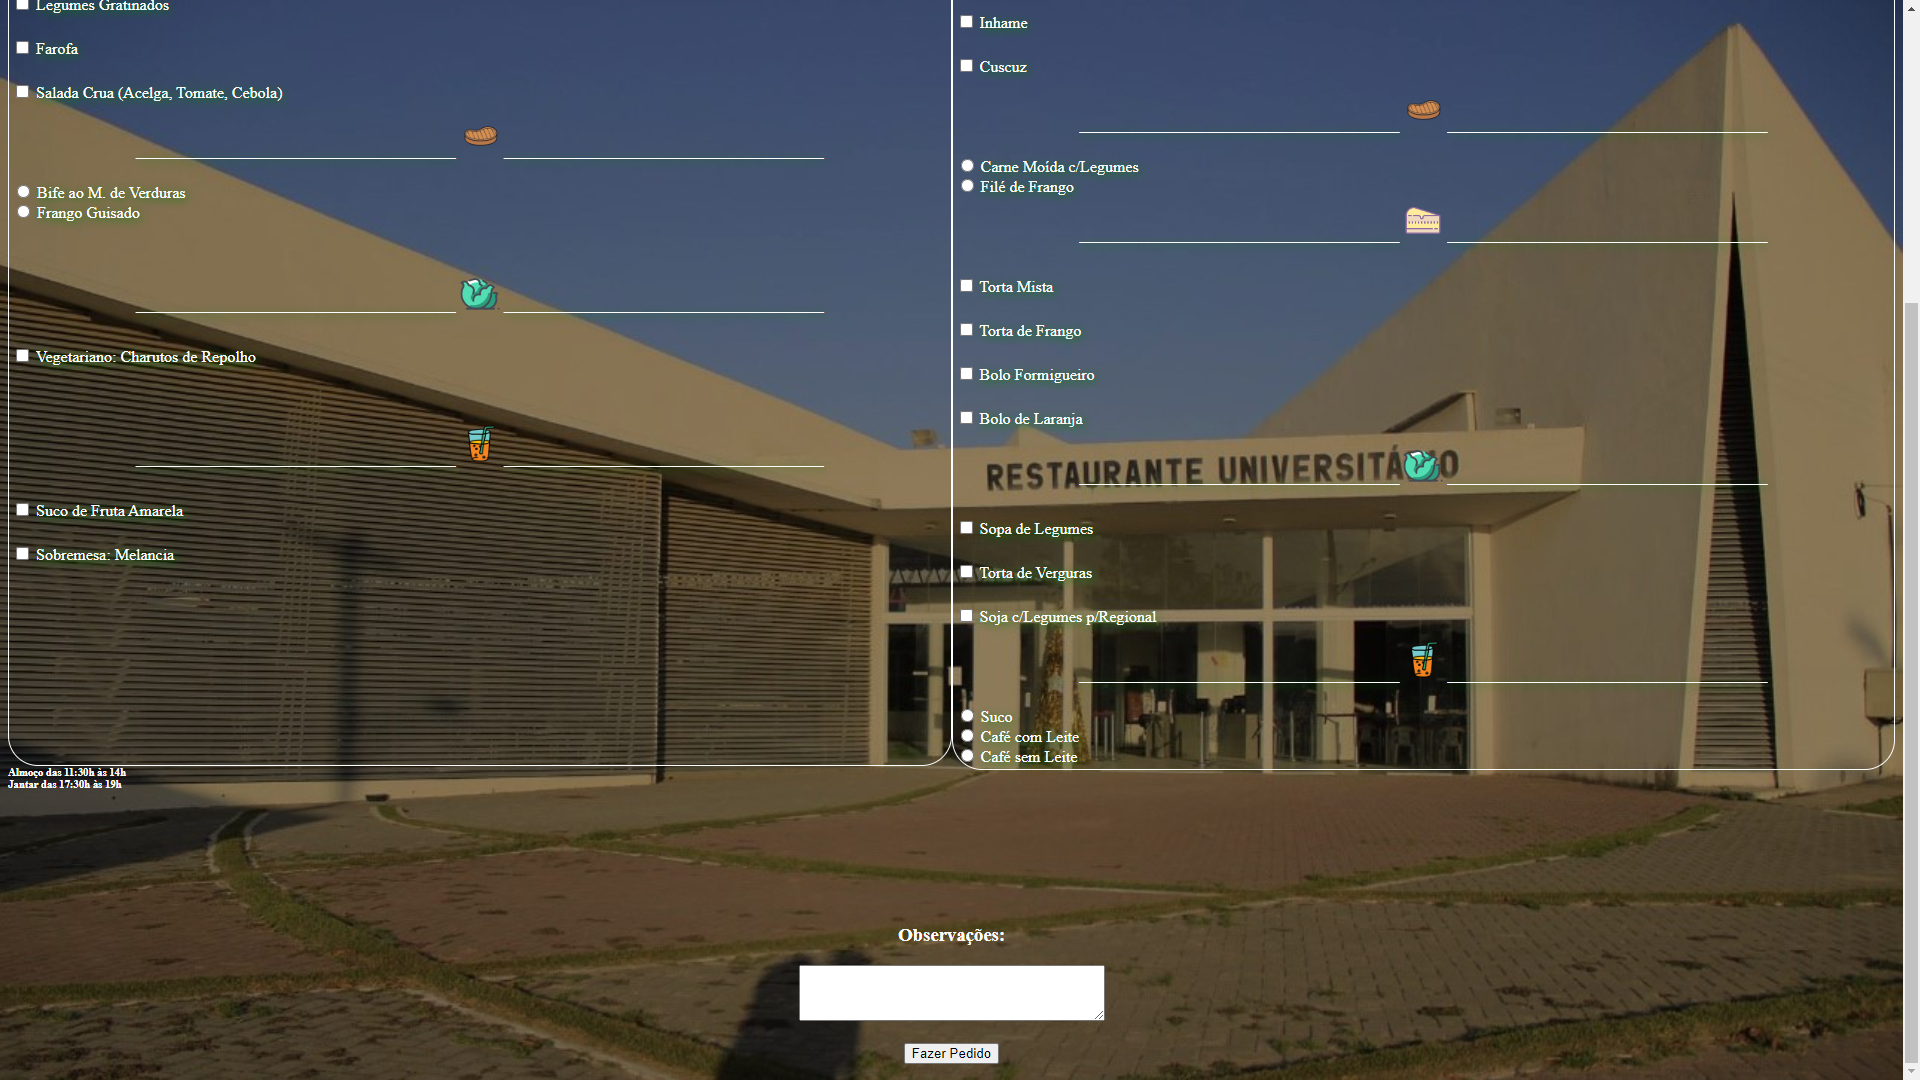 Legumes Gratinados
Farofa
Salada Crua (Acelga, Tomate, Cebola)
Bife ao M. de Verduras
Frango Guisado
Vegetariano: Charutos de Repolho
Suco de Fruta Amarela
Sobremesa: Melancia
Inhame
Cuscuz
Carne Moída c/Legumes
Filé de Frango
Torta Mista
Torta de Frango
Bolo Formigueiro
Bolo de Laranja
RESTAURANTE UNIVERSITÁRIO
Sopa de Legumes
Torta de Verguras
Soja c/Legumes p/Regional
Suco
Café com Leite
Café sem Leite
Almoço das 11:30h às 14h
Jantar das 17:30h às 19h
Observações:
Fazer Pedido